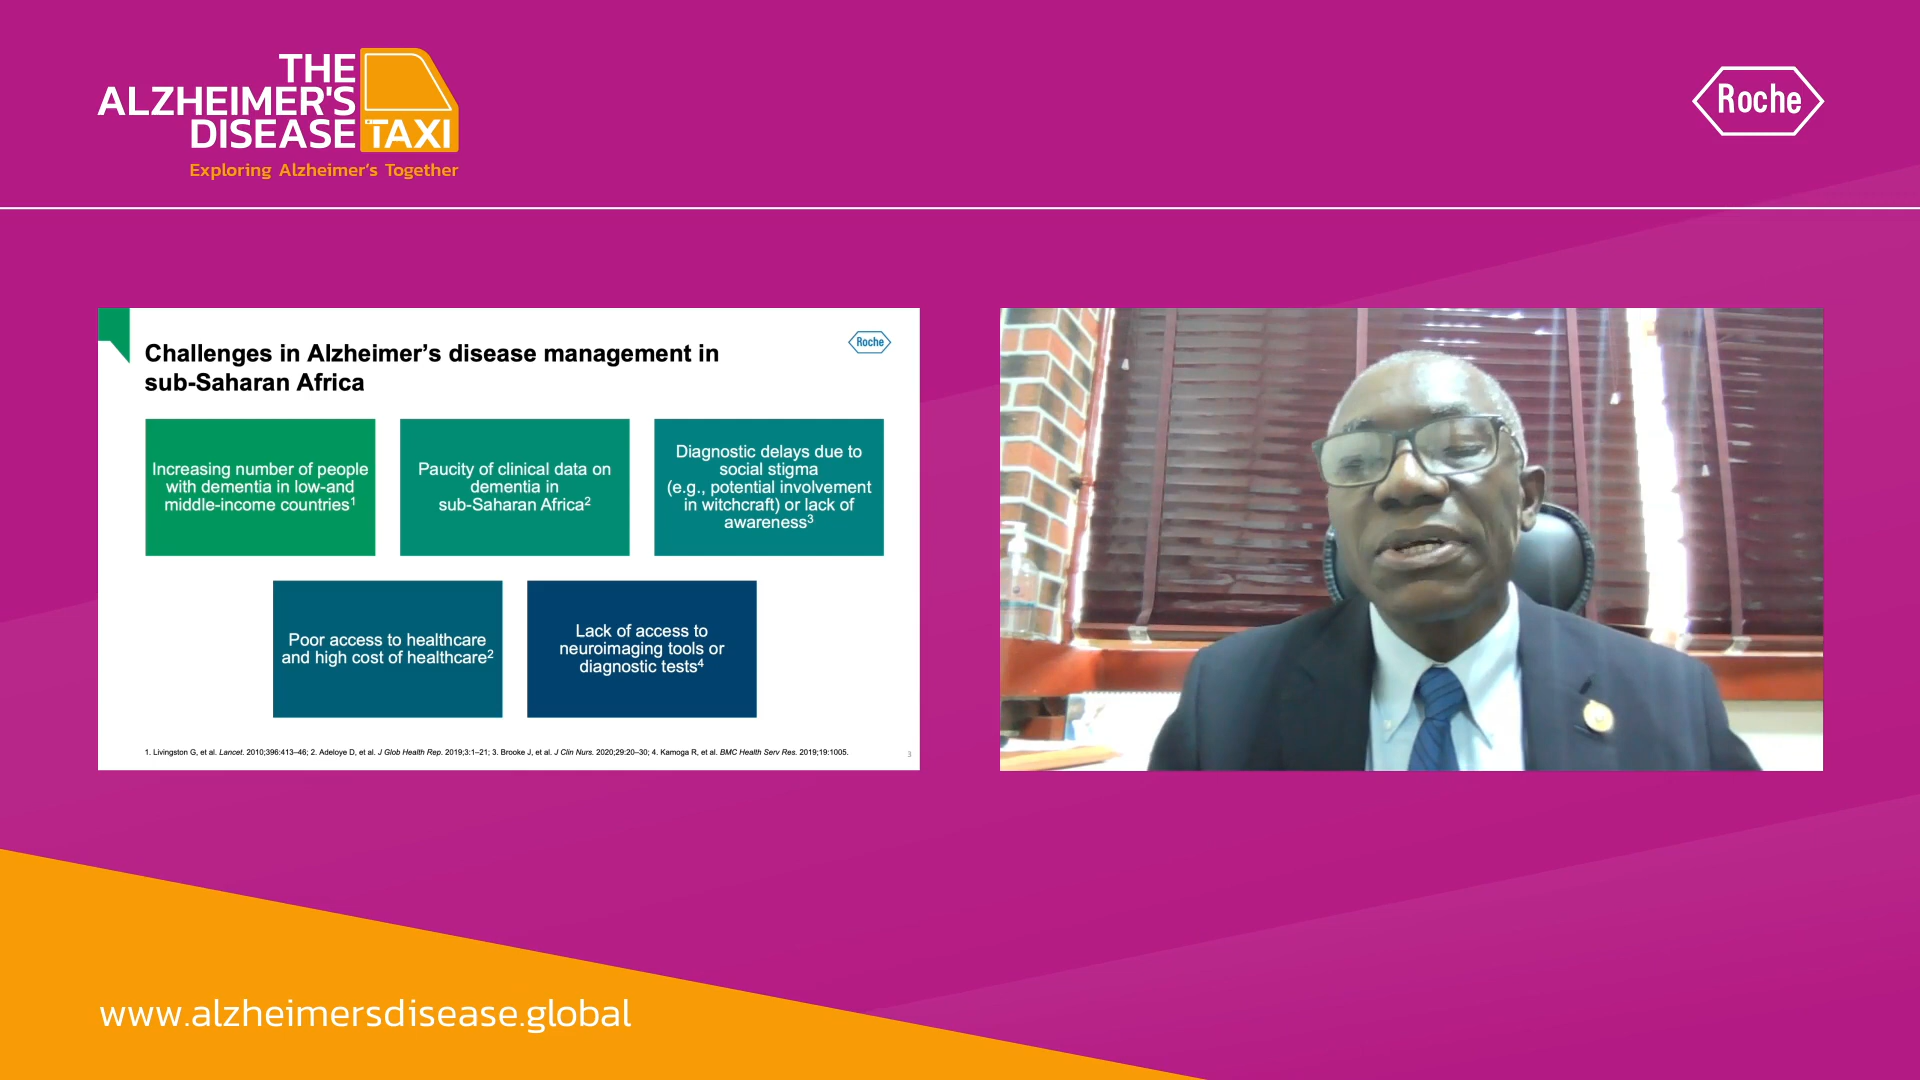 THE
ALZHEIMER'S
DISEASE TAXI
Exploring Alzheimer's Together
Roche
Challenges in Alzheimer's disease management in
sub-Saharan Africa
Roche
Increasing number of people
with dementia in low-and
middle-income countries1
Paucity of clinical data on
dementia in
sub-Saharan Africa2
Diagnostic delays due to
social stigma
(e.g., potential involvement
in witchcraft) or lack of
awareness3
Poor access to healthcare
and high cost of healthcare2
Lack of access to
neuroimaging tools or
diagnostic tests4
1. Livingston G, et al. Lancet. 2010;396:413–46; 2. Adeloye D, et al. J Glob Health Rep. 2019;3:1–21; 3. Brooke J, et al. J Clin Nurs. 2020;29:20–30; 4. Kamoga R, et al. BMC Health Serv Res. 2019;19:1005.
3
www.alzheimersdisease.global